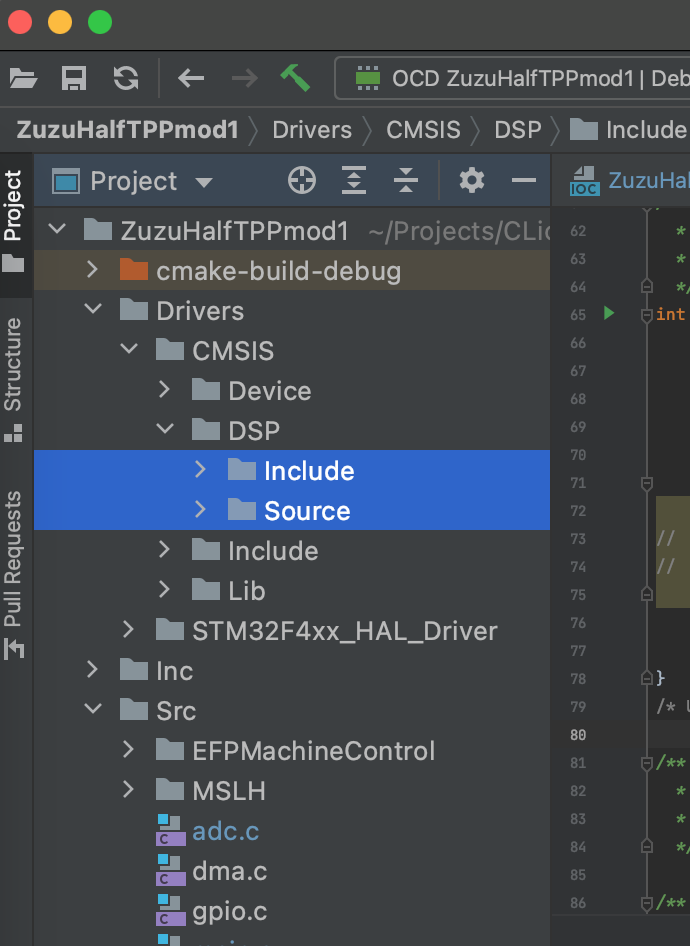 OCD ZuzuHalfTPPmod1 | Deb
ZuzuHalfTPPmod1 Drivers CMSIS DSP Include
Project
Project
Structure
Pull Requests
ZuzuHalfTPPmod1 ~/Projects/CLio
cmake-build-debug
Drivers
CMSIS
Device
DSP
Include
Source
Include
Lib
STM32F4xx_HAL_Driver
Inc
Src
EFPMachineControl
MSLH
adc.c
dma.c
gpio.c
IOC ZuzuHal
62 *
63 *
64 */
65 int
66
67
68
69
70
71
72
73 //
74 //
75
76
77
78 }
79 /* U
80
81 /**
82 *
83 *
84 */
85
86 /**